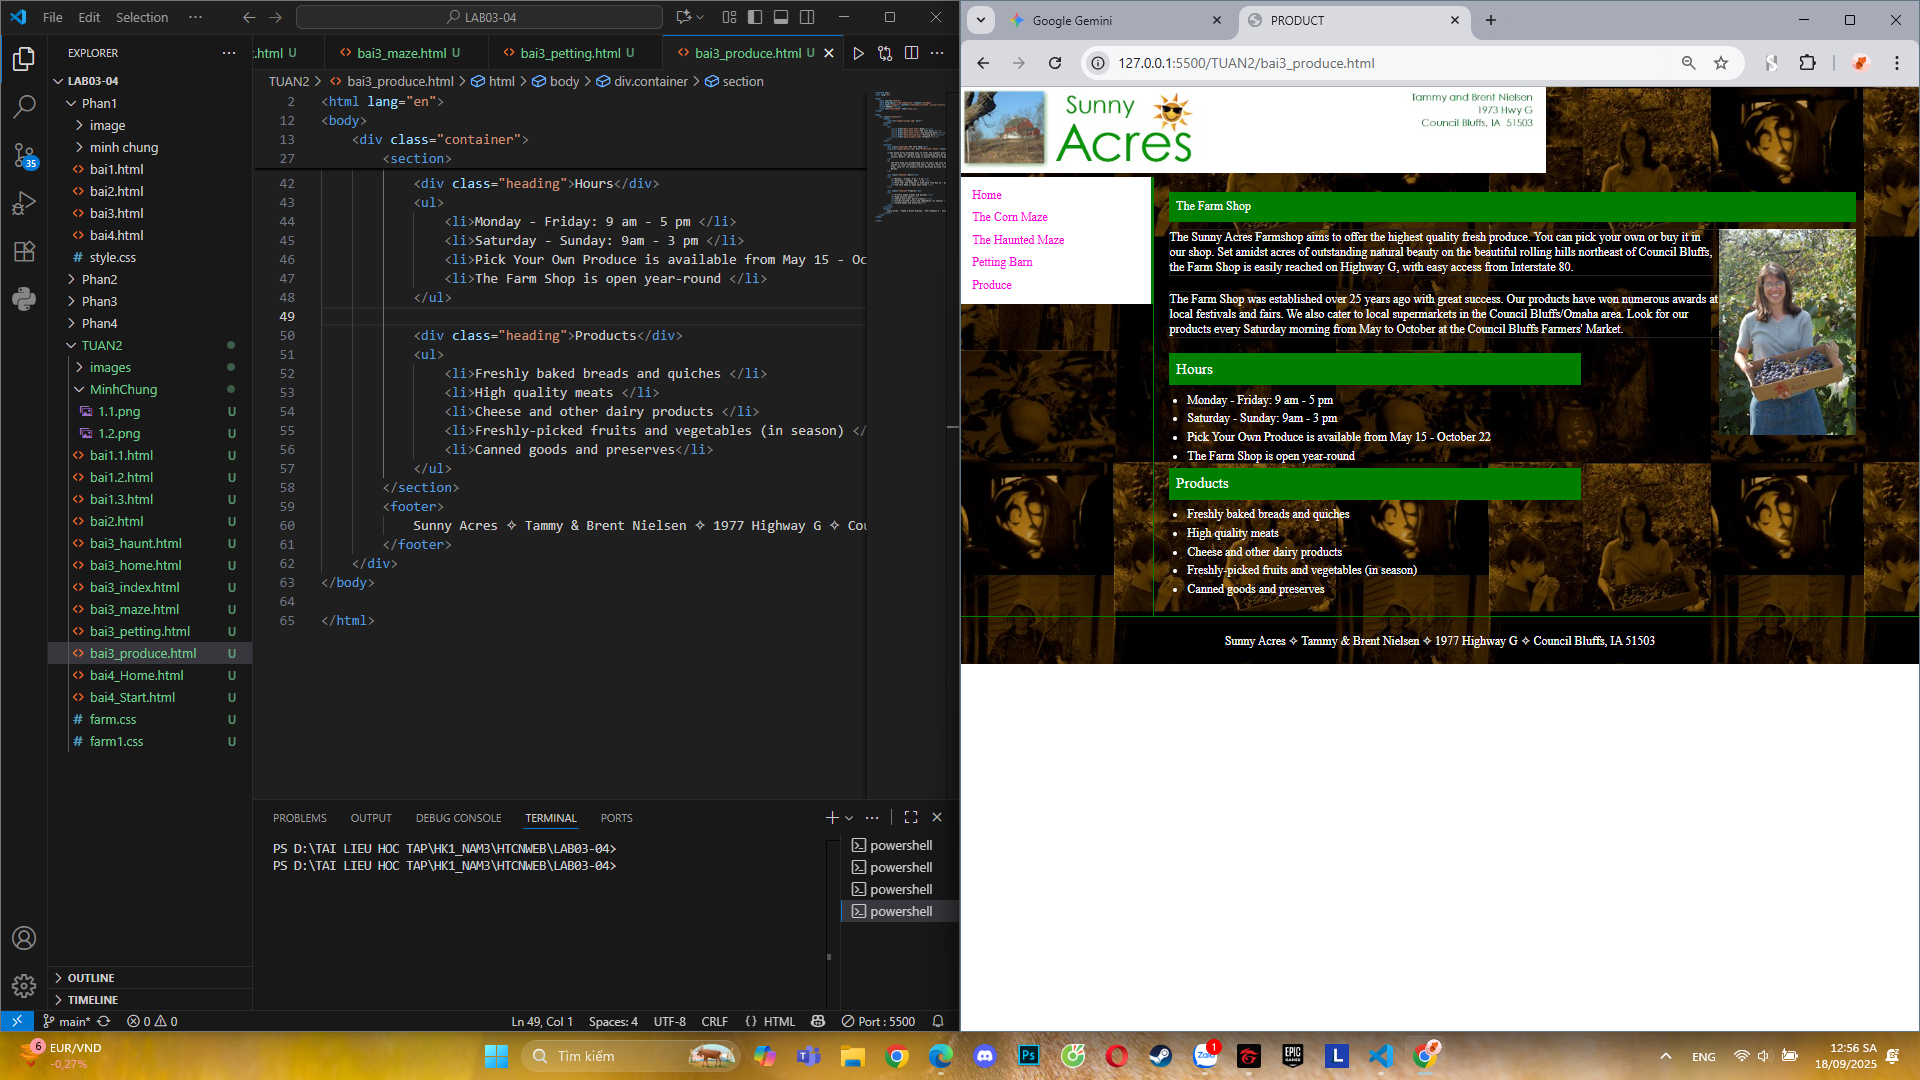 File Edit Selection ··· LAB03-04
EXPLORER
LAB03-04
Phan1
image
minh chung
bai1.html
bai2.html
bai3.html
bai4.html
style.css
Phan2
Phan3
Phan4
TUAN2
images
MinhChung
1.1.png U
1.2.png U
bai1.1.html U
bai1.2.html U
bai1.3.html U
bai2.html U
bai3_haunt.html U
bai3_home.html U
bai3_index.html U
bai3_maze.html U
bai3_petting.html U
bai3_produce.html U
bai4_Home.html U
bai4_Start.html U
farm.css U
farm1.css U
OUTLINE
TIMELINE
35
t.html U bai3_maze.html U bai3_petting.html U bai3_produce.html U
TUAN2 > bai3_produce.html > html > body > div.container > section
2 <html lang="en">
12 <body>
13 <div class="container">
27 <section>
42 <div class="heading">Hours</div>
43 <ul>
44 <li>Monday - Friday: 9 am - 5 pm </li>
45 <li>Saturday - Sunday: 9am - 3 pm </li>
46 <li>Pick Your Own Produce is available from May 15 - Oc
47 <li>The Farm Shop is open year-round </li>
48 </ul>
49
50 <div class="heading">Products</div>
51 <ul>
52 <li>Freshly baked breads and quiches </li>
53 <li>High quality meats </li>
54 <li>Cheese and other dairy products </li>
55 <li>Freshly-picked fruits and vegetables (in season) </
56 <li>Canned goods and preserves</li>
57 </ul>
58 </section>
59 <footer>
60 Sunny Acres ✧ Tammy & Brent Nielsen ✧ 1977 Highway G ✧ Cou
61 </footer>
62 </div>
63 </body>
64
65 </html>
PROBLEMS OUTPUT DEBUG CONSOLE TERMINAL PORTS
PS D:\TAI LIEU HOC TAP\HK1_NAM3\HTCNWEB\LAB03-04>
PS D:\TAI LIEU HOC TAP\HK1_NAM3\HTCNWEB\LAB03-04>
powershell
powershell
powershell
powershell
main* 0 0 Ln 49, Col 1 Spaces: 4 UTF-8 CRLF {} HTML Port : 5500
Google Gemini PRODUCT
127.0.0.1:5500/TUAN2/bai3_produce.html
Sunny
Acres
Tammy and Brent Nielsen
1973 Hwy G
Council Bluffs, IA 51503
Home
The Corn Maze
The Haunted Maze
Petting Barn
Produce
The Farm Shop
The Sunny Acres Farmshop aims to offer the highest quality fresh produce. You can pick your own or buy it in
our shop. Set amidst acres of outstanding natural beauty on the beautiful rolling hills northeast of Council Bluffs,
the Farm Shop is easily reached on Highway G, with easy access from Interstate 80.
The Farm Shop was established over 25 years ago with great success. Our products have won numerous awards at
local festivals and fairs. We also cater to local supermarkets in the Council Bluffs/Omaha area. Look for our
products every Saturday morning from May to October at the Council Bluffs Farmers' Market.
Hours
• Monday - Friday: 9 am - 5 pm
• Saturday - Sunday: 9am - 3 pm
• Pick Your Own Produce is available from May 15 - October 22
• The Farm Shop is open year-round
Products
• Freshly baked breads and quiches
• High quality meats
• Cheese and other dairy products
• Freshly-picked fruits and vegetables (in season)
• Canned goods and preserves
Sunny Acres ✧ Tammy & Brent Nielsen ✧ 1977 Highway G ✧ Council Bluffs, IA 51503
6
EUR/VND
-0,27%
Tìm kiếm
Ps
Zalo
1
EPIC GAMES
L
ENG
12:56 SA
18/09/2025